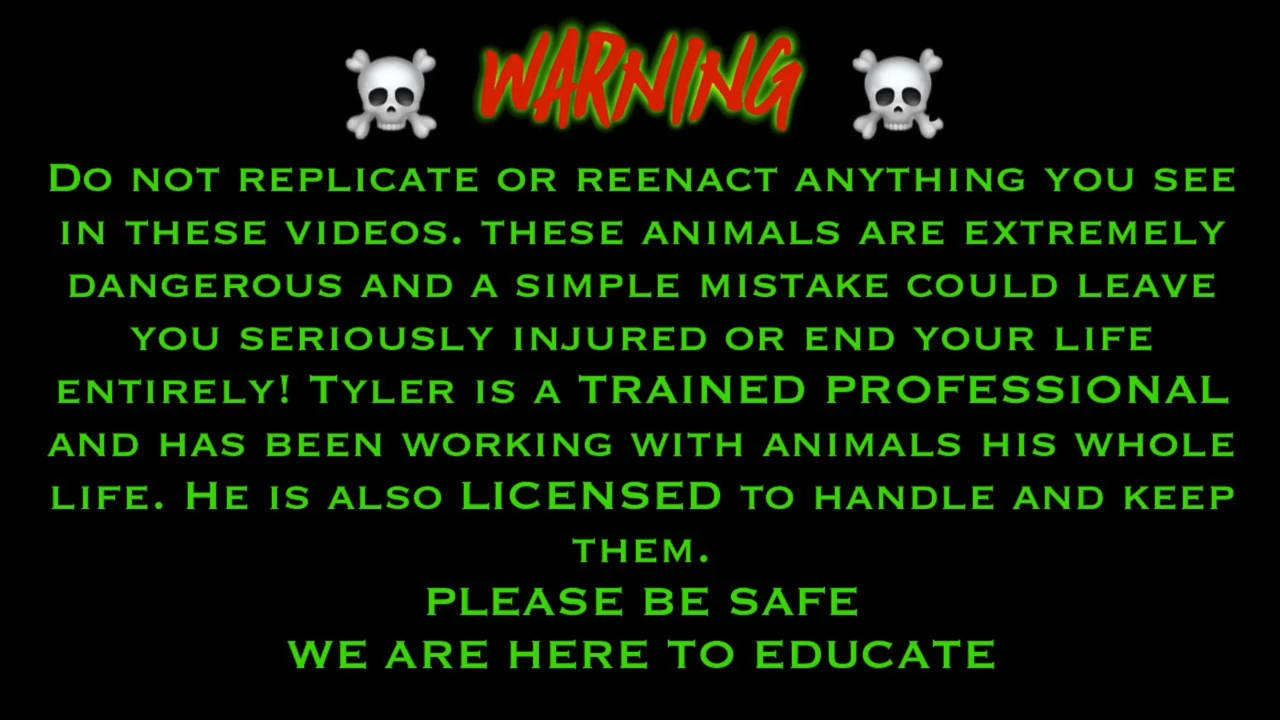 WARNING
Do not replicate or reenact anything you see
in these videos. these animals are extremely
dangerous and a simple mistake could leave
you seriously injured or end your life
entirely! Tyler is a TRAINED PROFESSIONAL
and has been working with animals his whole
life. He is also LICENSED to handle and keep
them.
PLEASE BE SAFE
WE ARE HERE TO EDUCATE